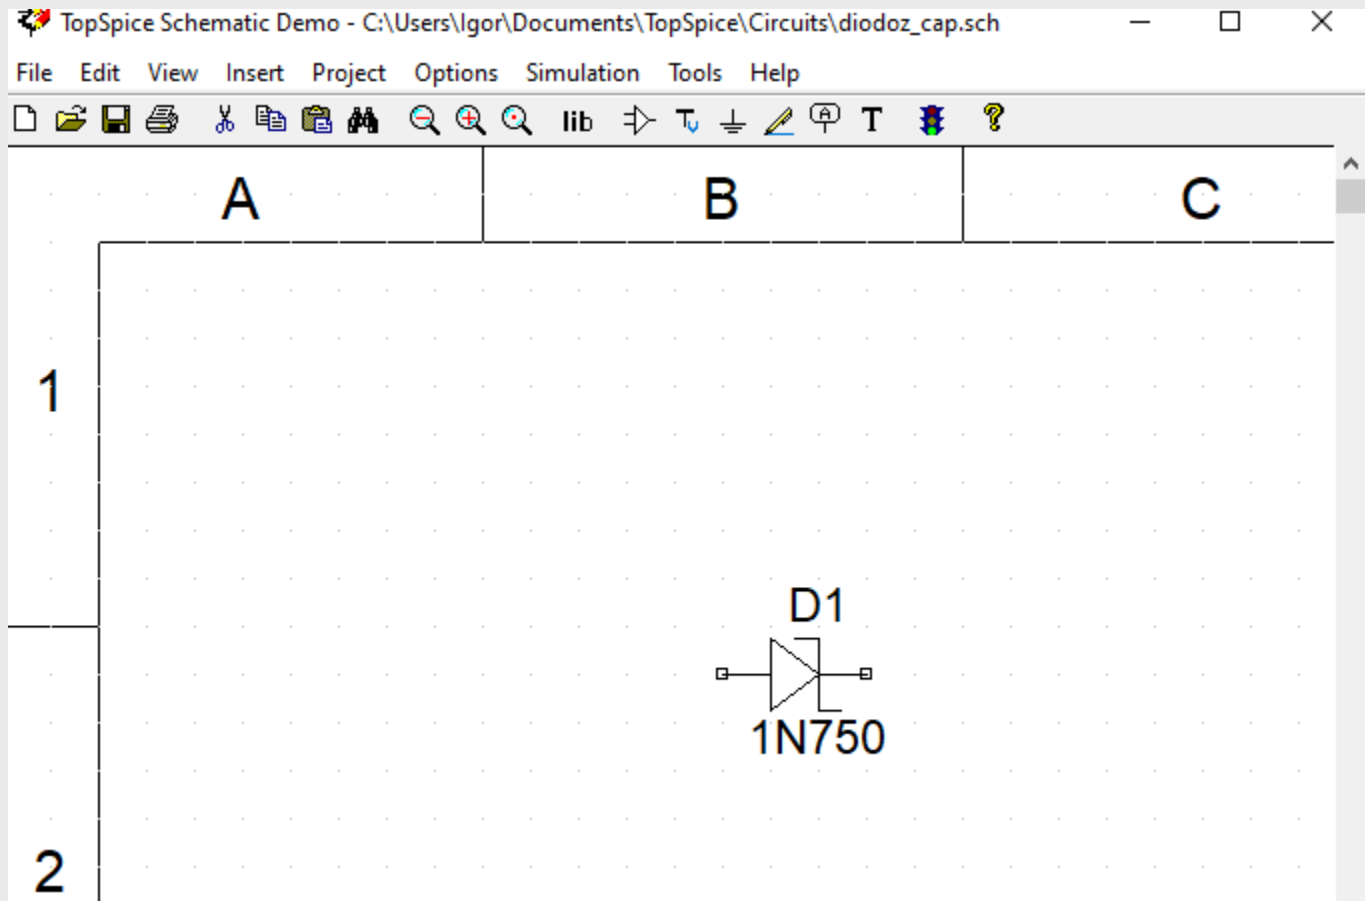 TopSpice Schematic Demo - C:\Users\Igor\Documents\TopSpice\Circuits\diodoz_cap.sch
File Edit View Insert Project Options Simulation Tools Help
lib T A T ?
A B C
1
D1
1N750
2